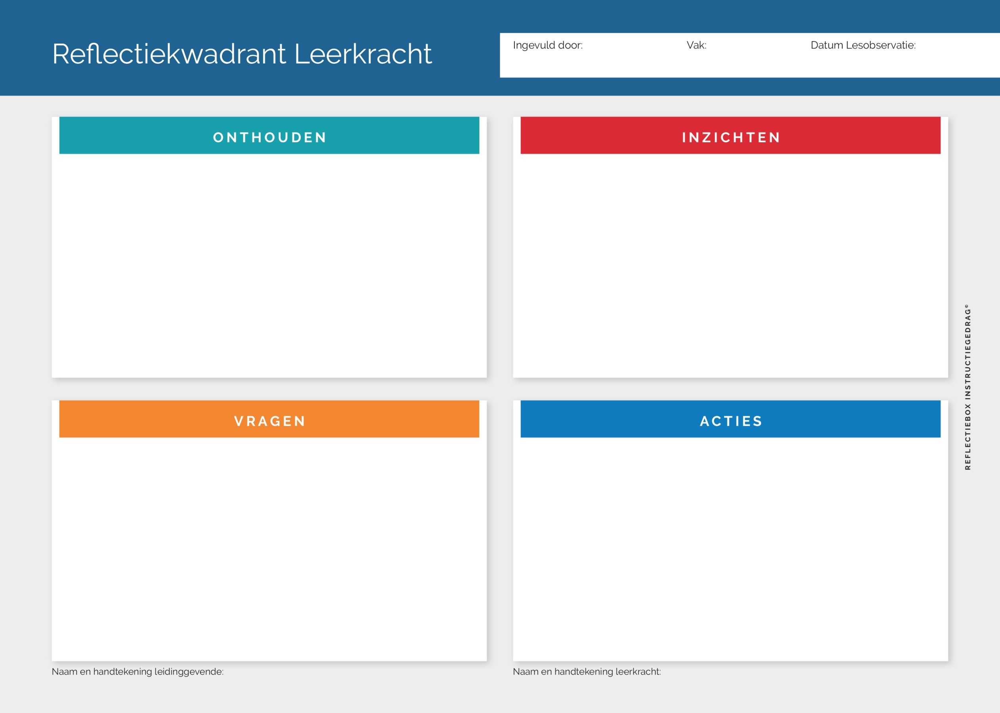 Reflectiekwadrant Leerkracht
Ingevuld door: Vak: Datum Lesobservatie:
ONTHOUDEN
INZICHTEN
VRAGEN
ACTIES
REFLECTIEBOX INSTRUCTIEGEDRAG©
Naam en handtekening leidinggevende:
Naam en handtekening leerkracht: